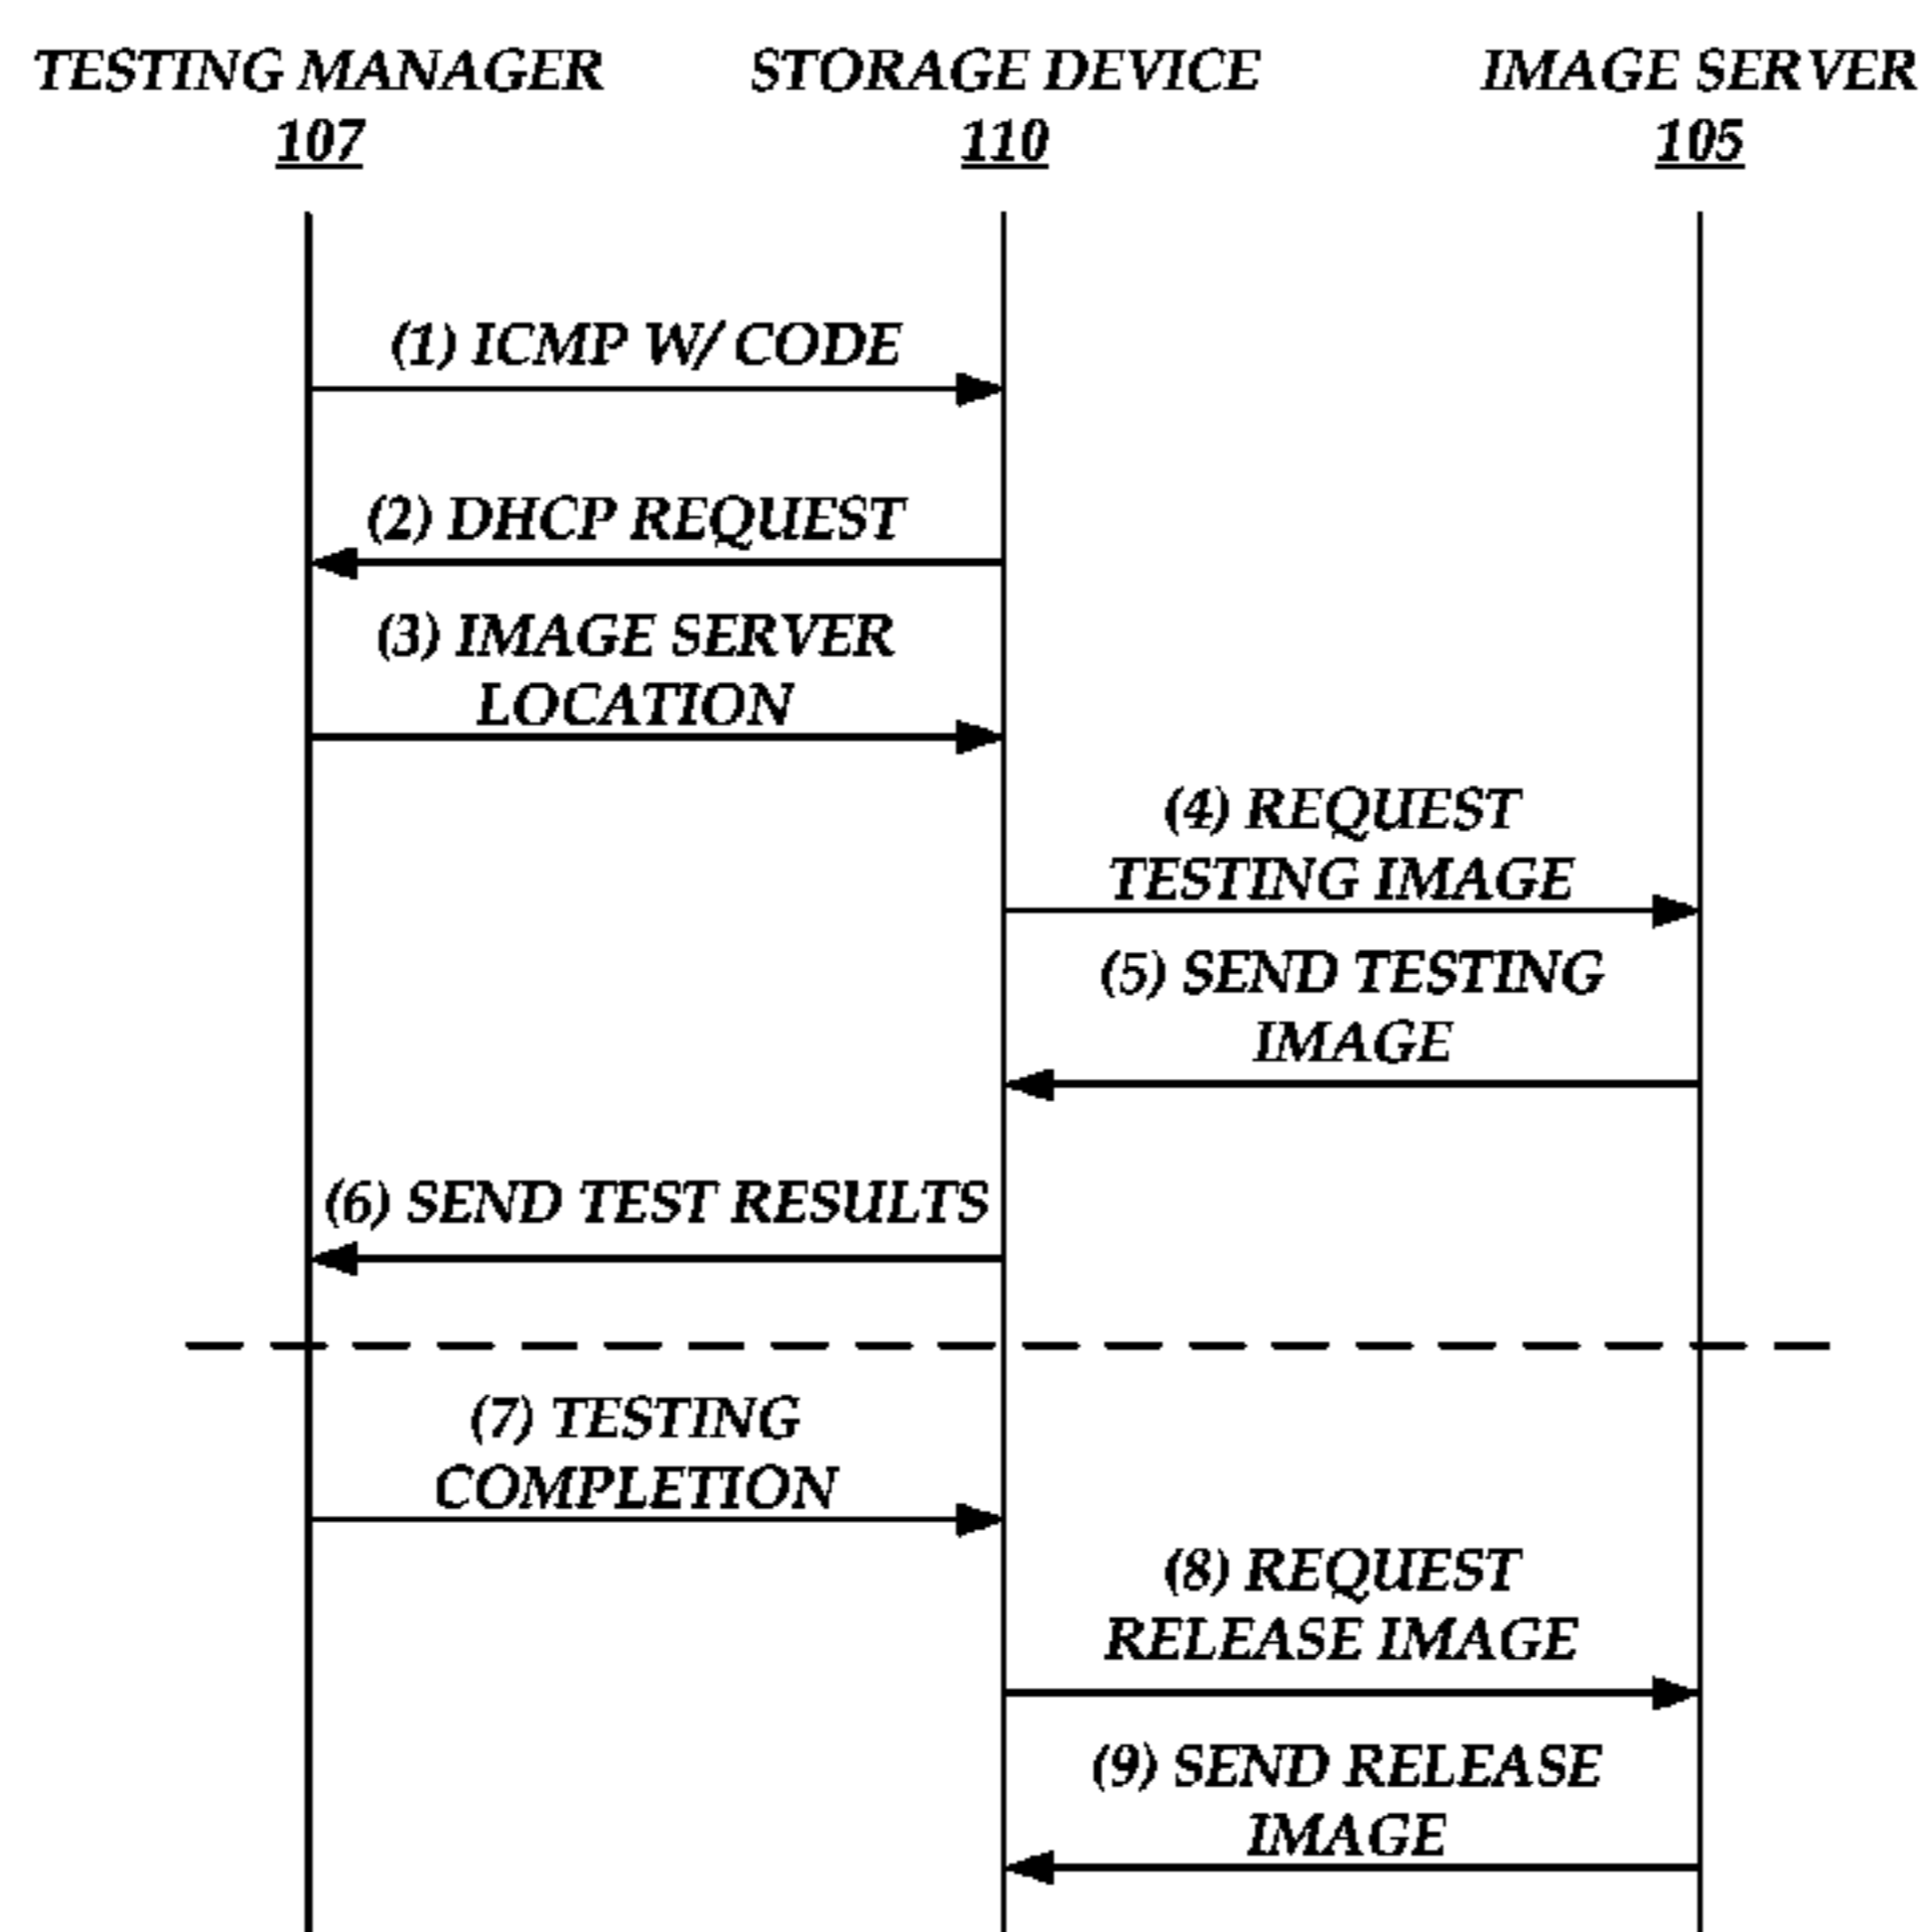 TESTING MANAGER
107
STORAGE DEVICE
110
IMAGE SERVER
105
(1) ICMP W/ CODE
(2) DHCP REQUEST
(3) IMAGE SERVER
LOCATION
(4) REQUEST
TESTING IMAGE
(5) SEND TESTING
IMAGE
(6) SEND TEST RESULTS
(7) TESTING
COMPLETION
(8) REQUEST
RELEASE IMAGE
(9) SEND RELEASE
IMAGE